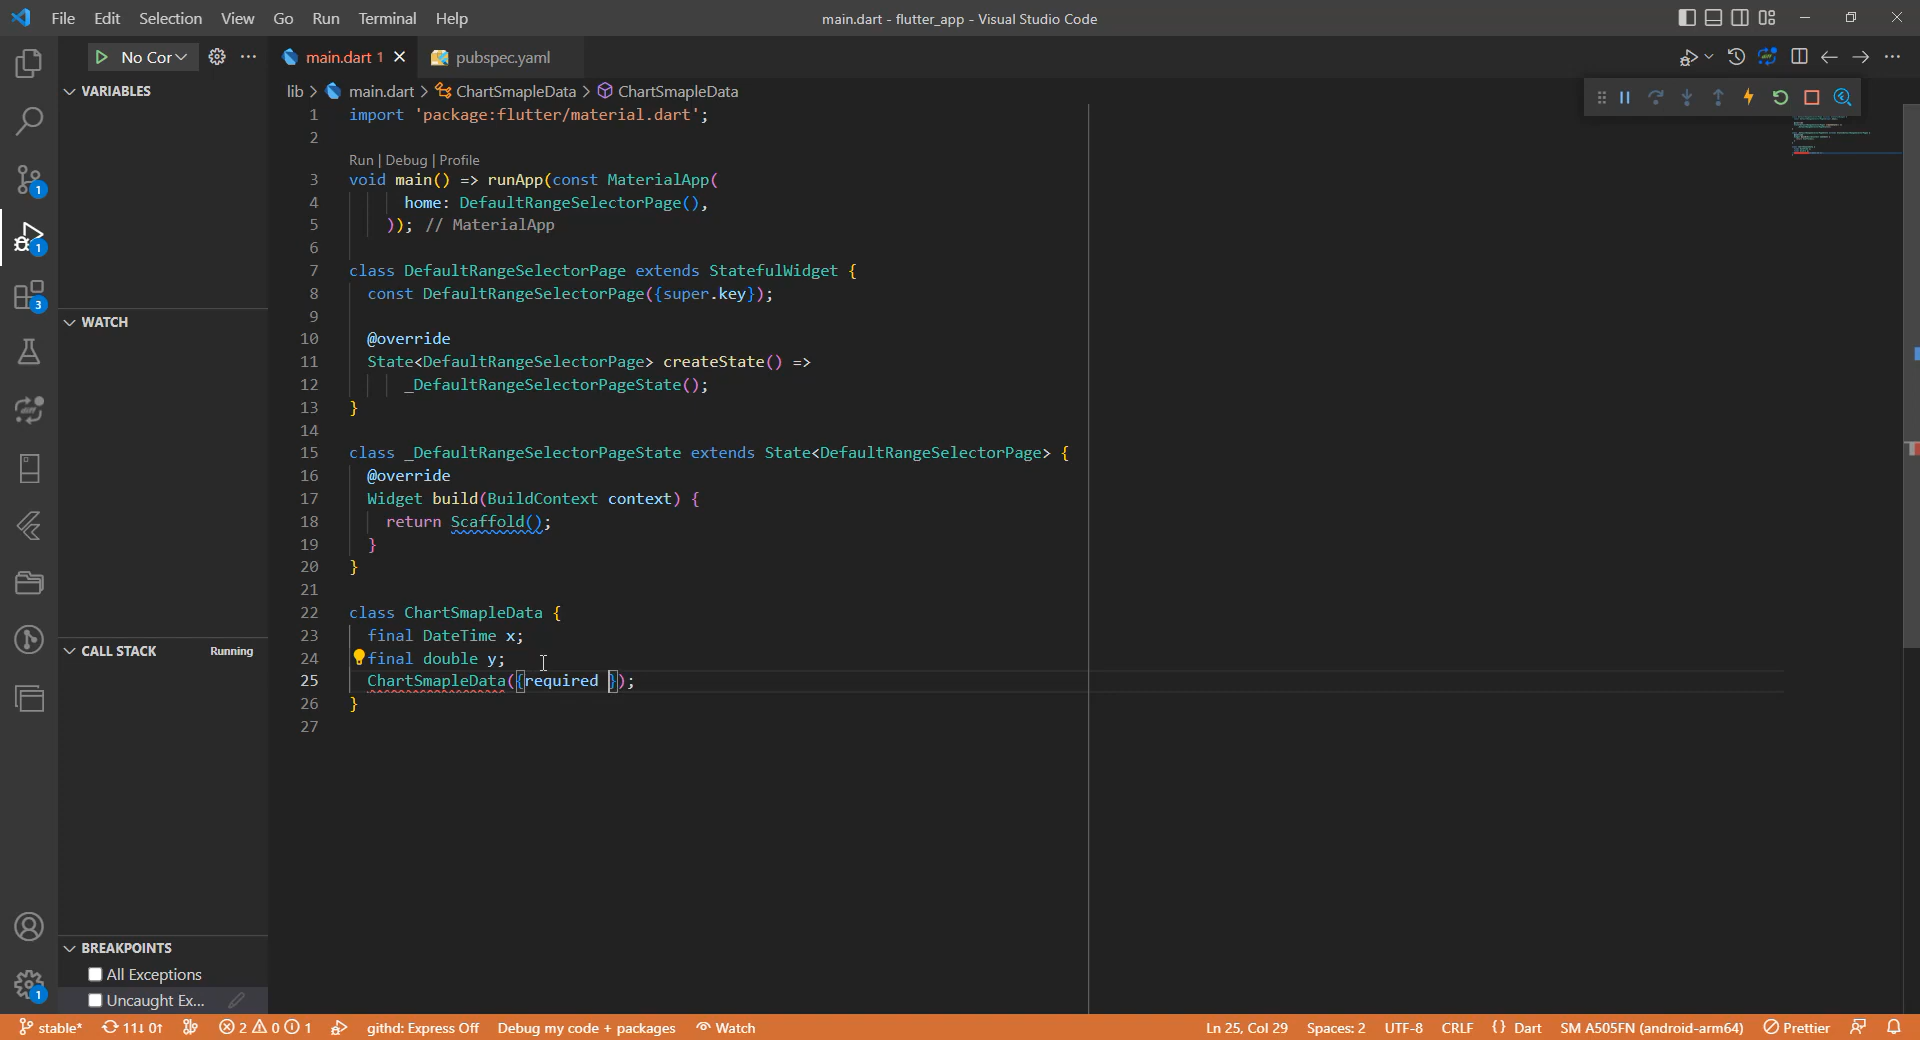 File Edit Selection View Go Run Terminal Help
main.dart - flutter_app - Visual Studio Code
No Cor
main.dart 1
pubspec.yaml
VARIABLES
lib > main.dart > ChartSmapleData > ChartSmapleData
1 import 'package:flutter/material.dart';
2
Run | Debug | Profile
3 void main() => runApp(const MaterialApp(
4 home: DefaultRangeSelectorPage(),
5 )); // MaterialApp
6
7 class DefaultRangeSelectorPage extends StatefulWidget {
8 const DefaultRangeSelectorPage({super.key});
9
10 @override
11 State<DefaultRangeSelectorPage> createState() =>
12 _DefaultRangeSelectorPageState();
13 }
14
15 class _DefaultRangeSelectorPageState extends State<DefaultRangeSelectorPage> {
16 @override
17 Widget build(BuildContext context) {
18 return Scaffold();
19 }
20 }
21
22 class ChartSmapleData {
23 final DateTime x;
24 final double y;
25 ChartSmapleData({required });
26 }
27
1
1
3
WATCH
CALL STACK Running
BREAKPOINTS
All Exceptions
Uncaught Ex...
1
stable* 11↓ 0↑ 2 0 1 githd: Express Off Debug my code + packages Watch
Ln 25, Col 29 Spaces: 2 UTF-8 CRLF {} Dart SM A505FN (android-arm64) Prettier